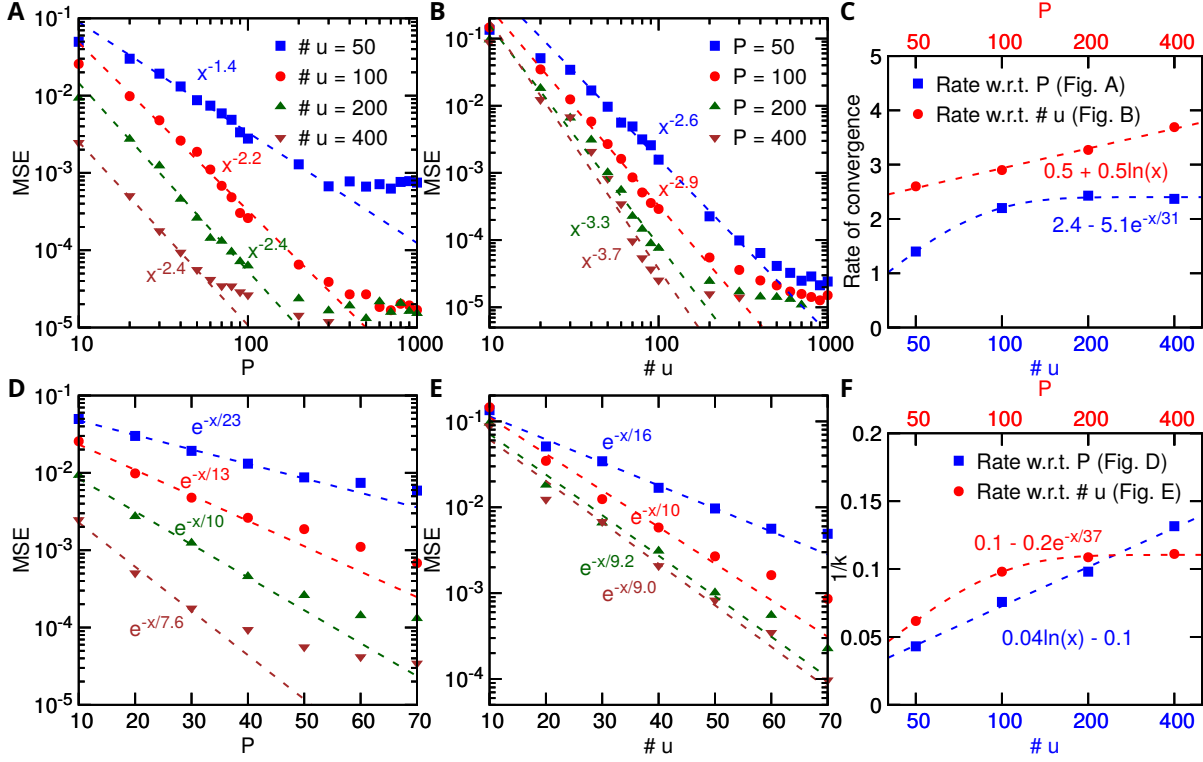 A
10^-1
10^-2
10^-3
10^-4
10^-5
MSE
10
100
1000
P
# u = 50
# u = 100
# u = 200
# u = 400
x^-1.4
x^-2.2
x^-2.4
x^-2.4
B
10^-1
10^-2
10^-3
10^-4
10^-5
MSE
10
100
1000
# u
P = 50
P = 100
P = 200
P = 400
x^-2.6
x^-2.9
x^-3.3
x^-3.7
C
P
50
100
200
400
5
4
3
2
1
0
Rate of convergence
Rate w.r.t. P (Fig. A)
Rate w.r.t. # u (Fig. B)
0.5 + 0.5ln(x)
2.4 - 5.1e^-x/31
50
100
200
400
# u
D
10^-1
10^-2
10^-3
10^-4
10^-5
MSE
e^-x/23
e^-x/13
e^-x/10
e^-x/7.6
10
20
30
40
50
60
70
P
E
10^-1
10^-2
10^-3
10^-4
MSE
e^-x/16
e^-x/10
e^-x/9.2
e^-x/9.0
10
20
30
40
50
60
70
# u
F
P
50
100
200
400
0.2
0.15
0.1
0.05
0
1/k
Rate w.r.t. P (Fig. D)
Rate w.r.t. # u (Fig. E)
0.1 - 0.2e^-x/37
0.04ln(x) - 0.1
50
100
200
400
# u